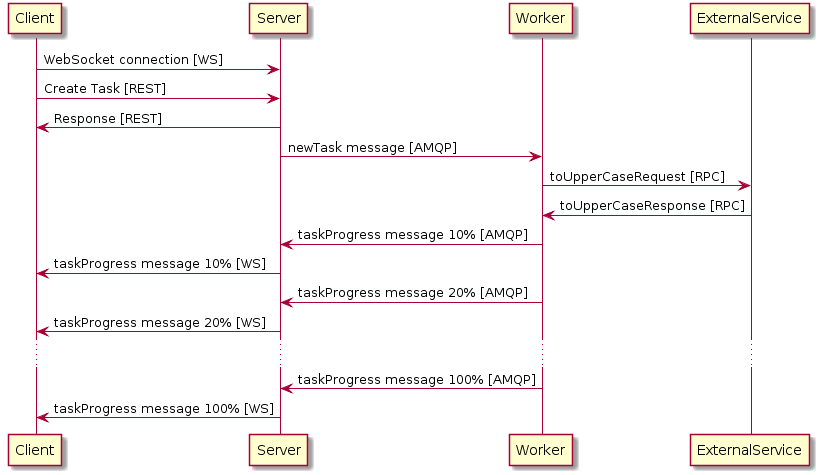 Client Server Worker ExternalService
WebSocket connection [WS]
Create Task [REST]
Response [REST]
newTask message [AMQP]
toUpperCaseRequest [RPC]
toUpperCaseResponse [RPC]
taskProgress message 10% [AMQP]
taskProgress message 10% [WS]
taskProgress message 20% [AMQP]
taskProgress message 20% [WS]
taskProgress message 100% [AMQP]
taskProgress message 100% [WS]
Client Server Worker ExternalService